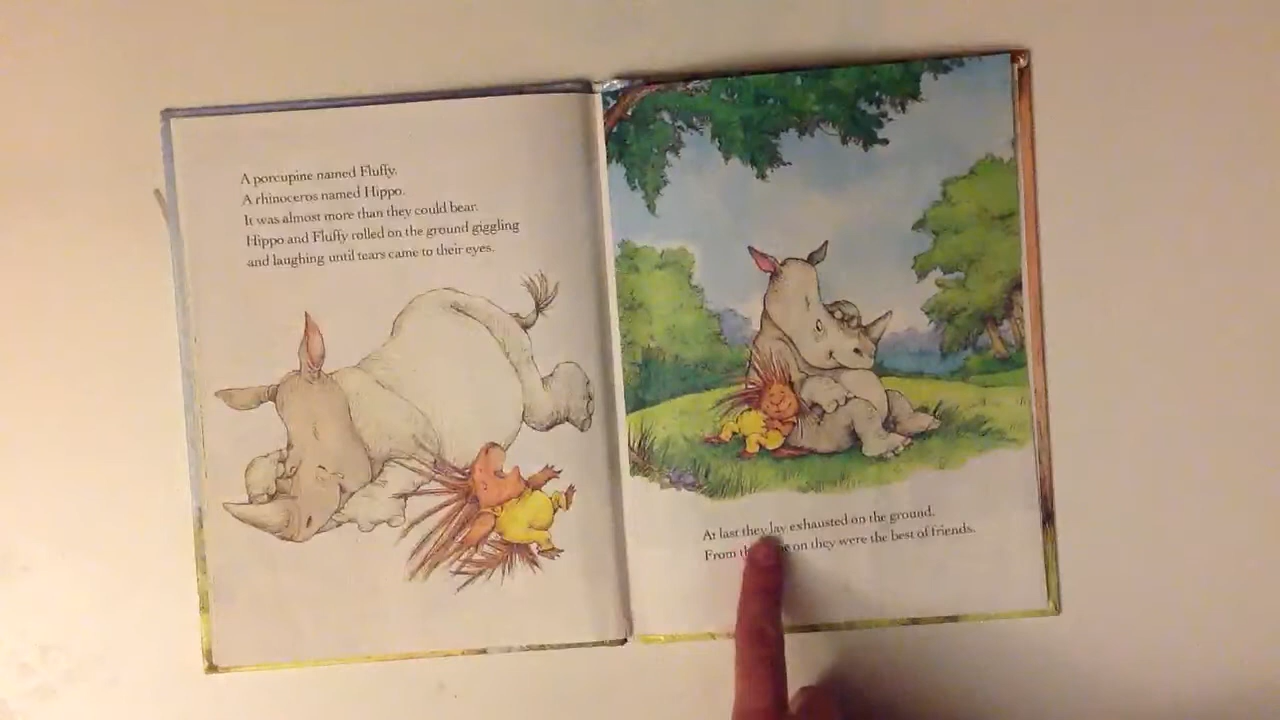 A porcupine named Fluffy.
A rhinoceros named Hippo.
It was almost more than they could bear.
Hippo and Fluffy rolled on the ground giggling
and laughing until tears came to their eyes.
At last they lay exhausted on the ground.
From on they were the best of friends.